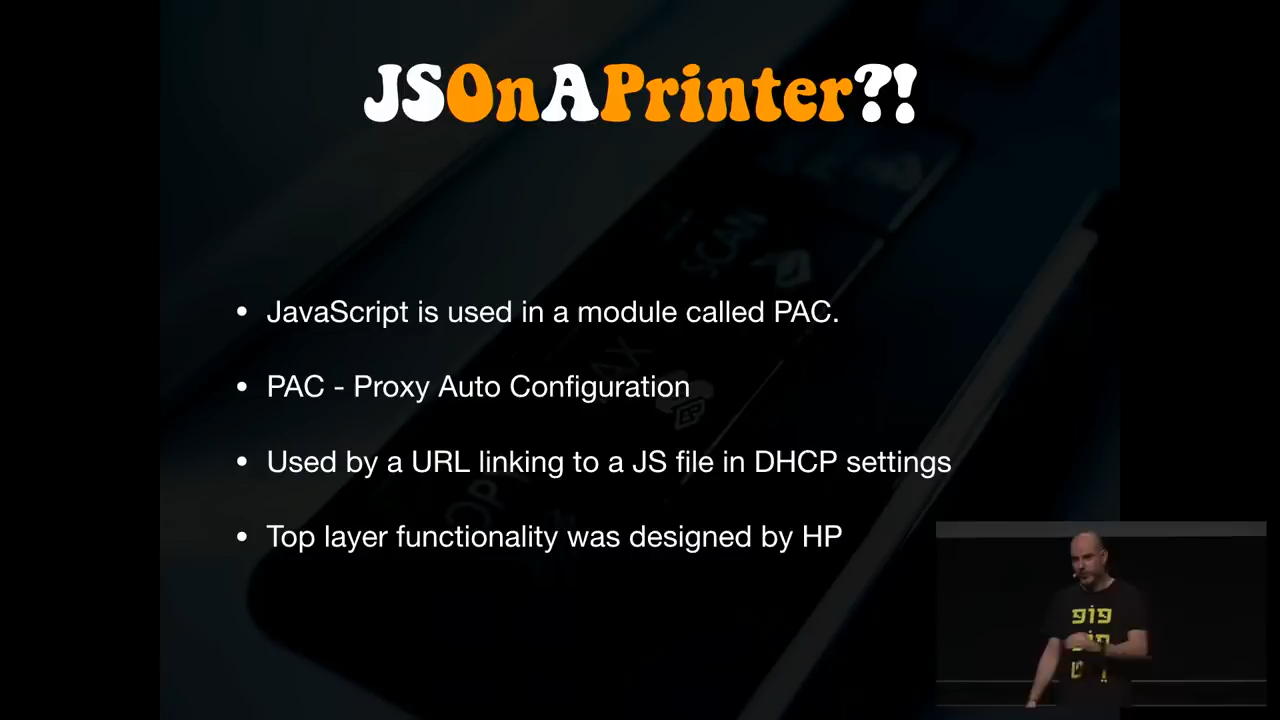 JSOnAPrinter?!
SCAN
• JavaScript is used in a module called PAC.
• PAC - Proxy Auto Configuration
• Used by a URL linking to a JS file in DHCP settings
• Top layer functionality was designed by HP